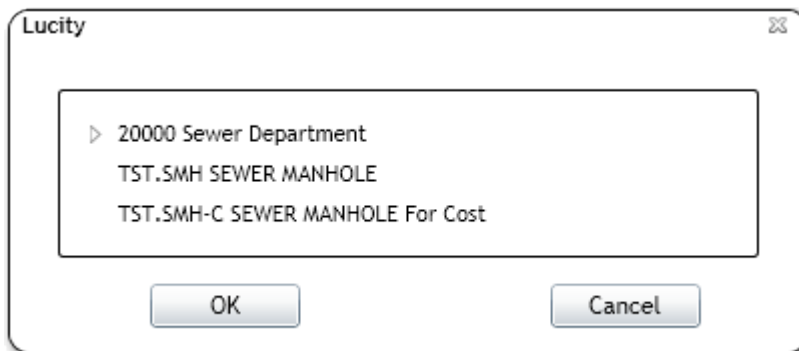 Lucity
20000 Sewer Department
TST.SMH SEWER MANHOLE
TST.SMH-C SEWER MANHOLE For Cost
OK
Cancel